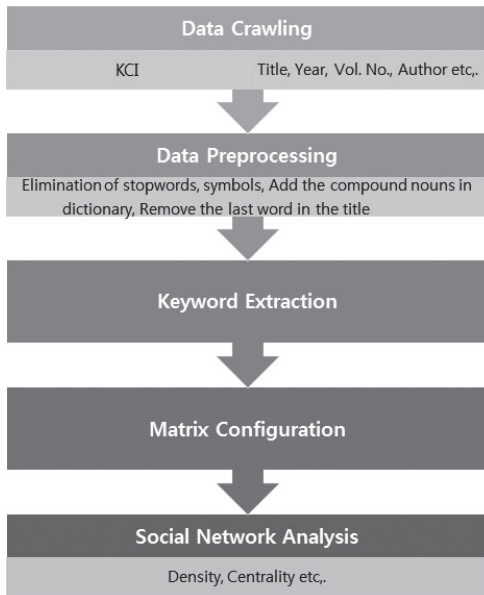 Data Crawling
KCI
Title, Year, Vol. No., Author etc,.
Data Preprocessing
Elimination of stopwords, symbols, Add the compound nouns in
dictionary, Remove the last word in the title
Keyword Extraction
Matrix Configuration
Social Network Analysis
Density, Centrality etc,.